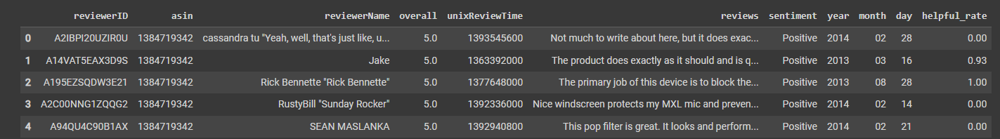 reviewerID asin reviewerName overall unixReviewTime reviews sentiment year month day helpful_rate
0 A2IBPI20UZIR0U 1384719342 cassandra tu "Yeah, well, that's just like, u... 5.0 1393545600 Not much to write about here, but it does exac... Positive 2014 02 28 0.00
1 A14VAT5EAX3D9S 1384719342 Jake 5.0 1363392000 The product does exactly as it should and is q... Positive 2013 03 16 0.93
2 A195EZSQDW3E21 1384719342 Rick Bennette "Rick Bennette" 5.0 1377648000 The primary job of this device is to block the... Positive 2013 08 28 1.00
3 A2C00NNG1ZQQG2 1384719342 RustyBill "Sunday Rocker" 5.0 1392336000 Nice windscreen protects my MXL mic and preven... Positive 2014 02 14 0.00
4 A94QU4C90B1AX 1384719342 SEAN MASLANKA 5.0 1392940800 This pop filter is great. It looks and perform... Positive 2014 02 21 0.00